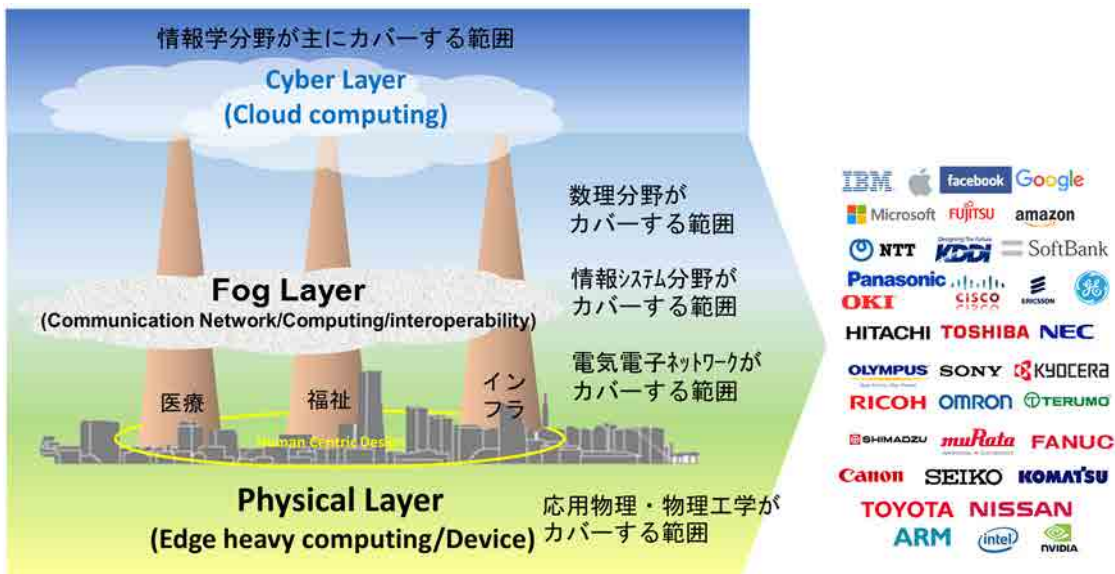 情報学分野が主にカバーする範囲
Cyber Layer
(Cloud computing)
数理分野が
カバーする範囲
Fog Layer
(Communication Network/Computing/interoperability)
情報システム分野が
カバーする範囲
電気電子ネットワークが
カバーする範囲
医療
福祉
イン
フラ
Human Centric Design
Physical Layer
(Edge heavy computing/Device)
応用物理・物理工学が
カバーする範囲
IBM facebook Google
Microsoft FUJITSU amazon
Designing The Future
NTT KDDI SoftBank
Panasonic CISCO ERICSSON GE
OKI CISCO
HITACHI TOSHIBA NEC
OLYMPUS SONY KYOCERA
RICOH OMRON TERUMO
SHIMADZU muRata FANUC
Canon SEIKO KOMATSU
TOYOTA NISSAN
ARM intel NVIDIA